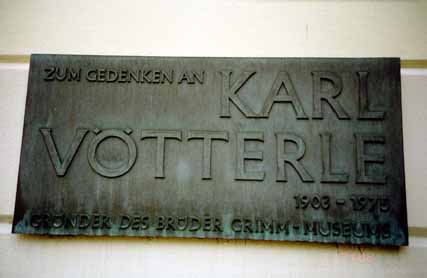 ZUM GEDENKEN AN KARL
VÖTTERLE
1903 - 1975
GRÜNDER DES BRÜDER GRIMM - MUSEUMS